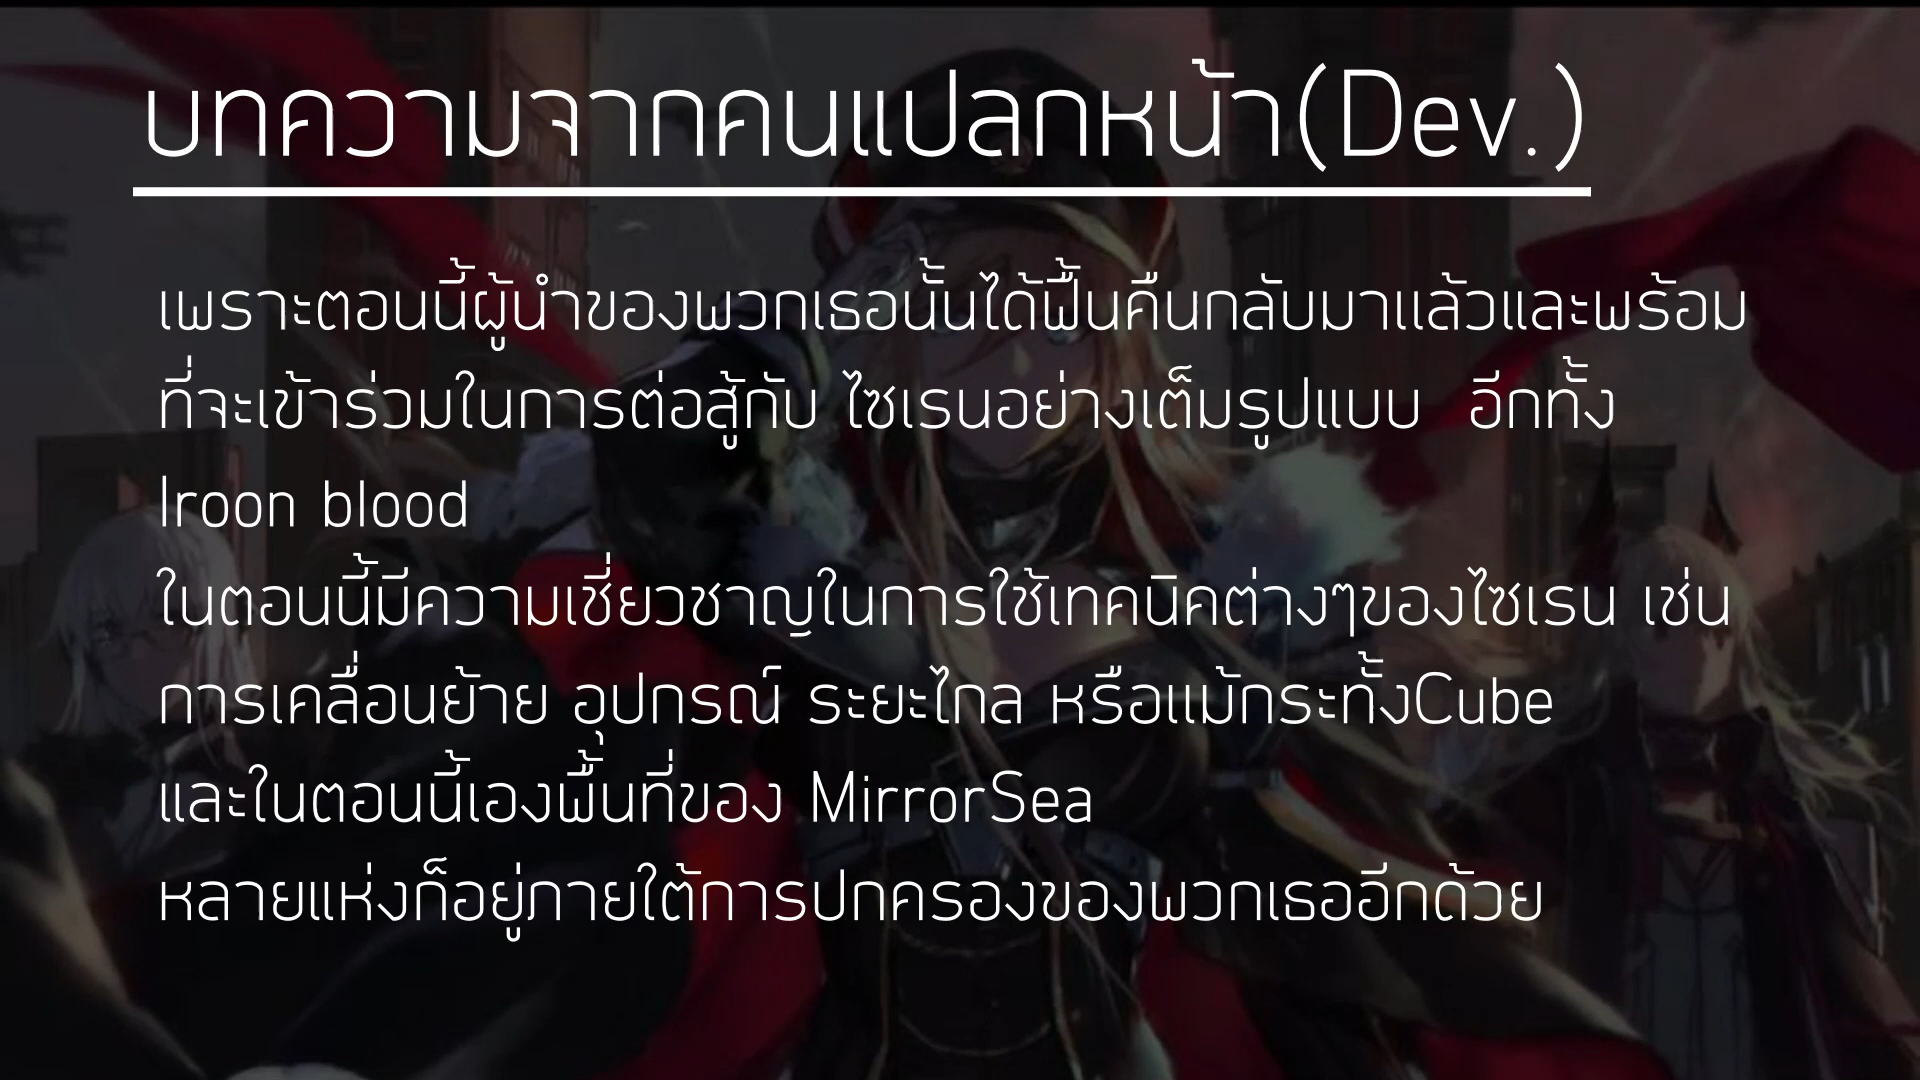 บทความจากคนแปลกหน้า(Dev.)
เพราะตอนนี้ผู้นำของพวกเธอนั้นได้ฟื้นคืนกลับมาแล้วและพร้อม
ที่จะเข้าร่วมในการต่อสู้กับ ไซเรนอย่างเต็มรูปแบบ  อีกทั้ง
Iroon blood
ในตอนนี้มีความเชี่ยวชาญในการใช้เทคนิคต่างๆของไซเรน เช่น
การเคลื่อนย้าย อุปกรณ์ ระยะไกล หรือแม้กระทั้งCube
และในตอนนี้เองพื้นที่ของ MirrorSea
หลายแห่งก็อยู่ภายใต้การปกครองของพวกเธออีกด้วย